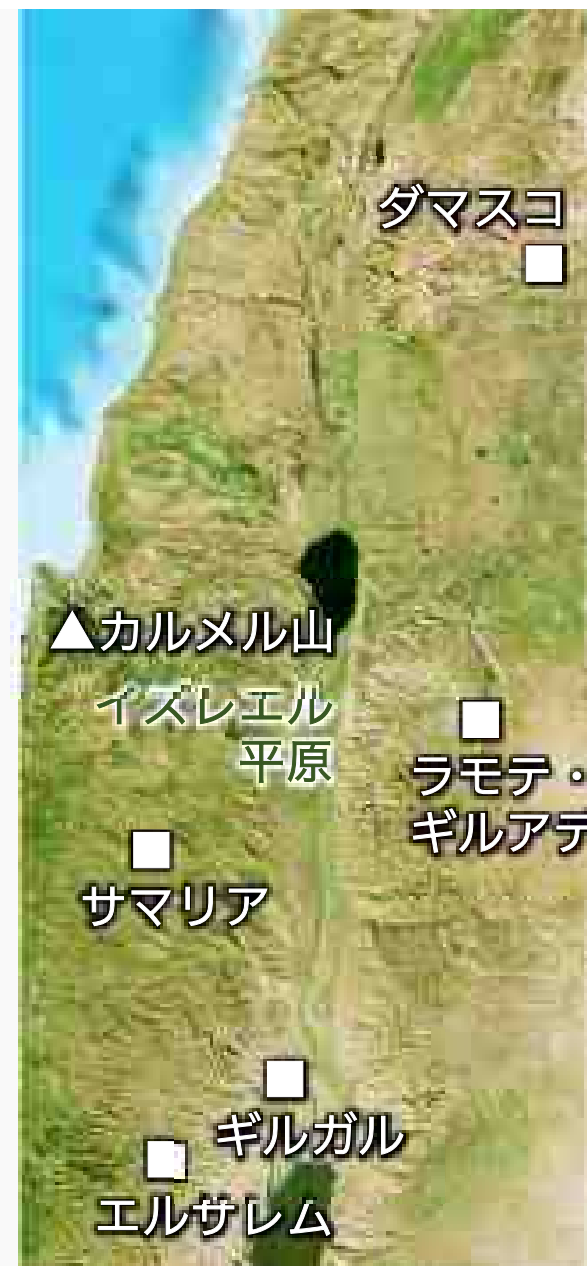 ダマスコ
▲カルメル山
イズレエル
平原
ラモテ・
ギルアデ
サマリア
ギルガル
エルサレム